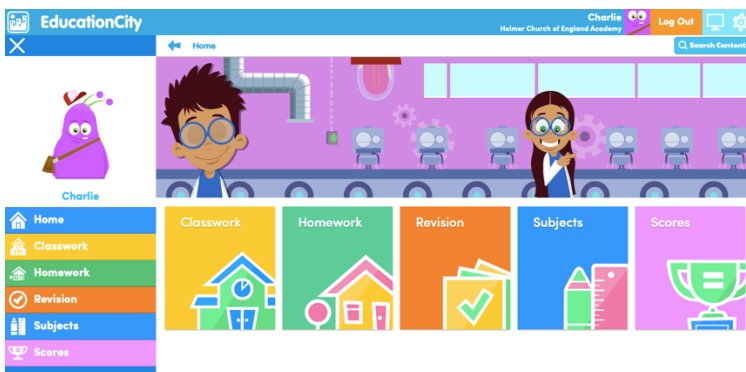 EducationCity
Charlie
Holmer Church of England Academy
Log Out
Home
Search Content
Charlie
Home
Classwork
Homework
Revision
Subjects
Scores
Classwork
Homework
Revision
Subjects
Scores